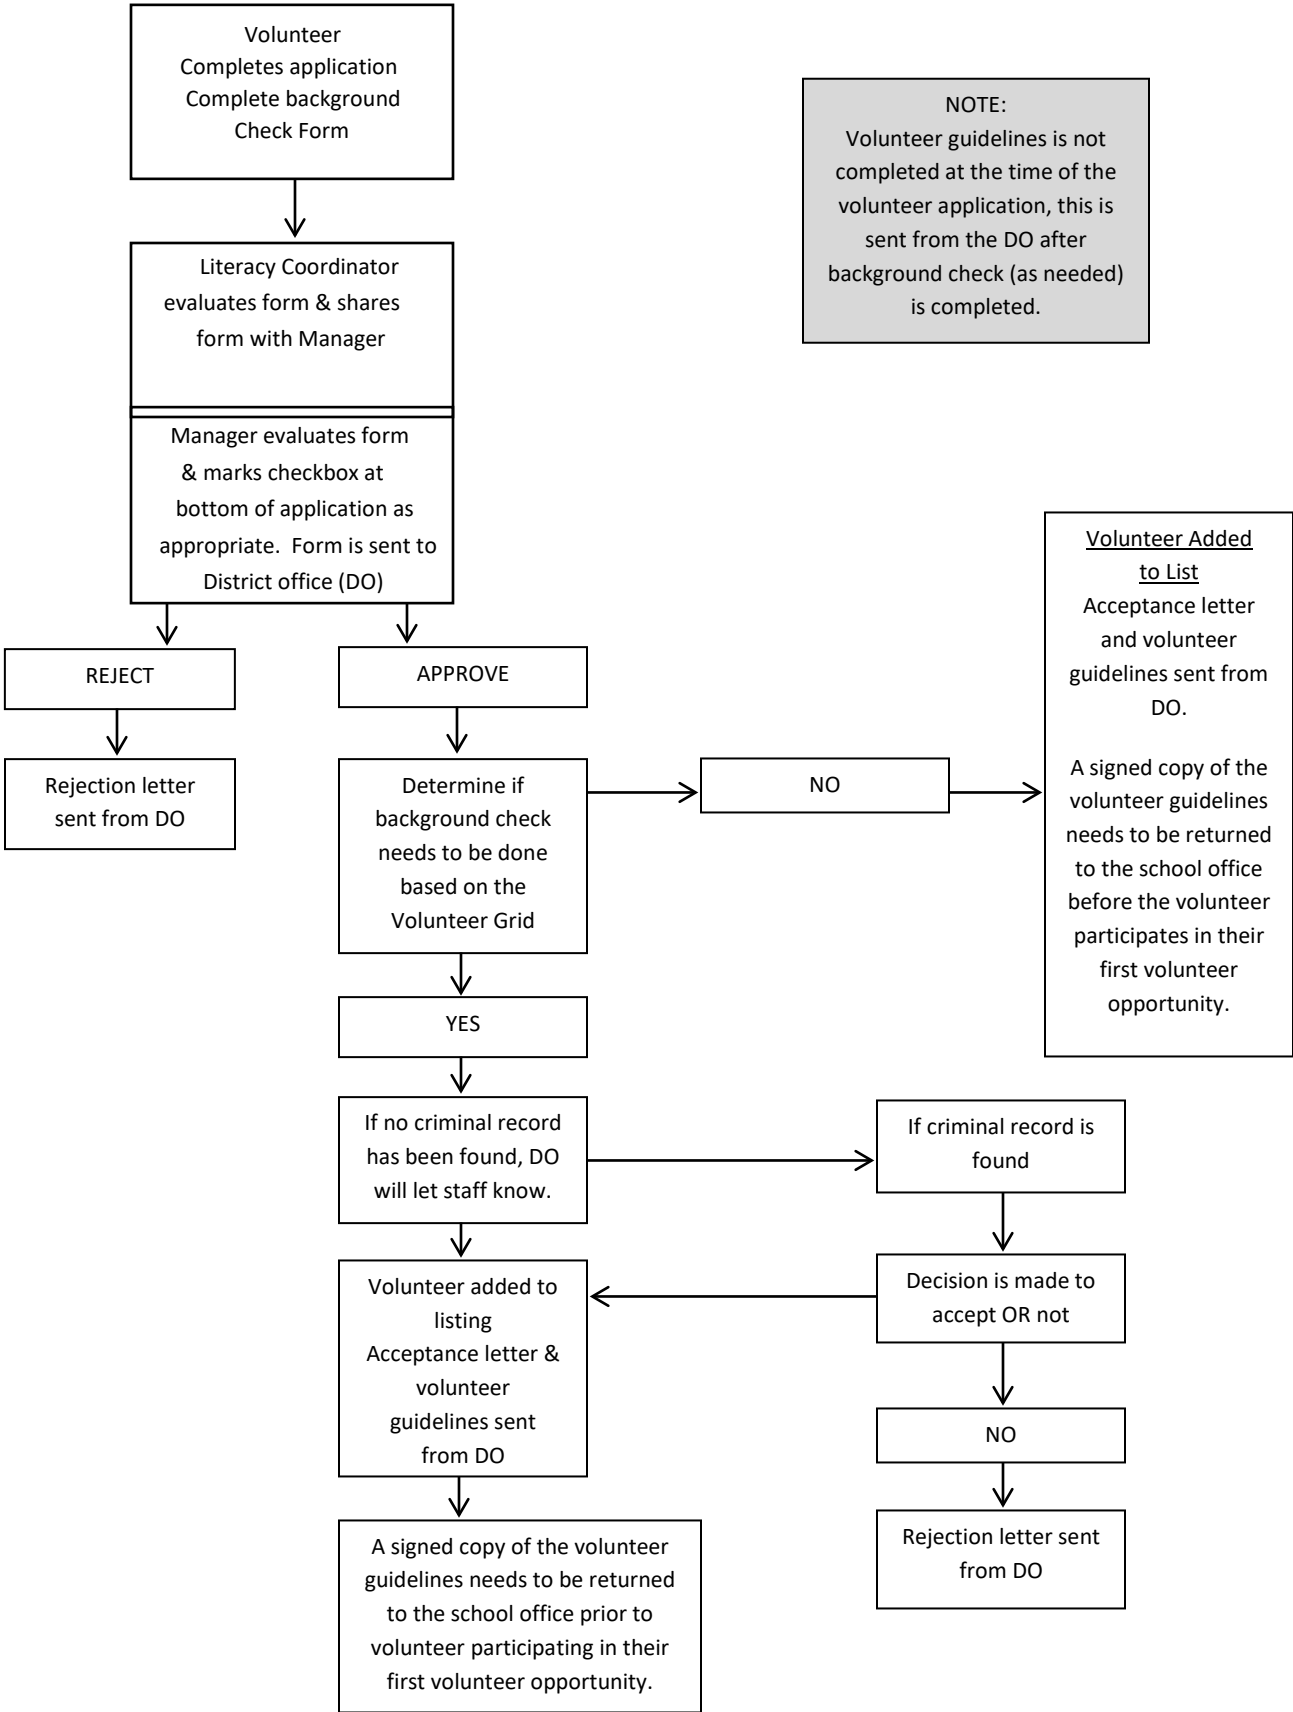 Volunteer
Completes application
Complete background
Check Form
NOTE:
Volunteer guidelines is not
completed at the time of the
volunteer application, this is
sent from the DO after
background check (as needed)
is completed.
Literacy Coordinator
evaluates form & shares
form with Manager
Manager evaluates form
& marks checkbox at
bottom of application as
appropriate.  Form is sent to
District office (DO)
REJECT
APPROVE
Rejection letter
sent from DO
Determine if
background check
needs to be done
based on the
Volunteer Grid
NO
Volunteer Added
to List
Acceptance letter
and volunteer
guidelines sent from
DO.
A signed copy of the
volunteer guidelines
needs to be returned
to the school office
before the volunteer
participates in their
first volunteer
opportunity.
YES
If no criminal record
has been found, DO
will let staff know.
If criminal record is
found
Volunteer added to
listing
Acceptance letter &
volunteer
guidelines sent
from DO
Decision is made to
accept OR not
NO
Rejection letter sent
from DO
A signed copy of the volunteer
guidelines needs to be returned
to the school office prior to
volunteer participating in their
first volunteer opportunity.